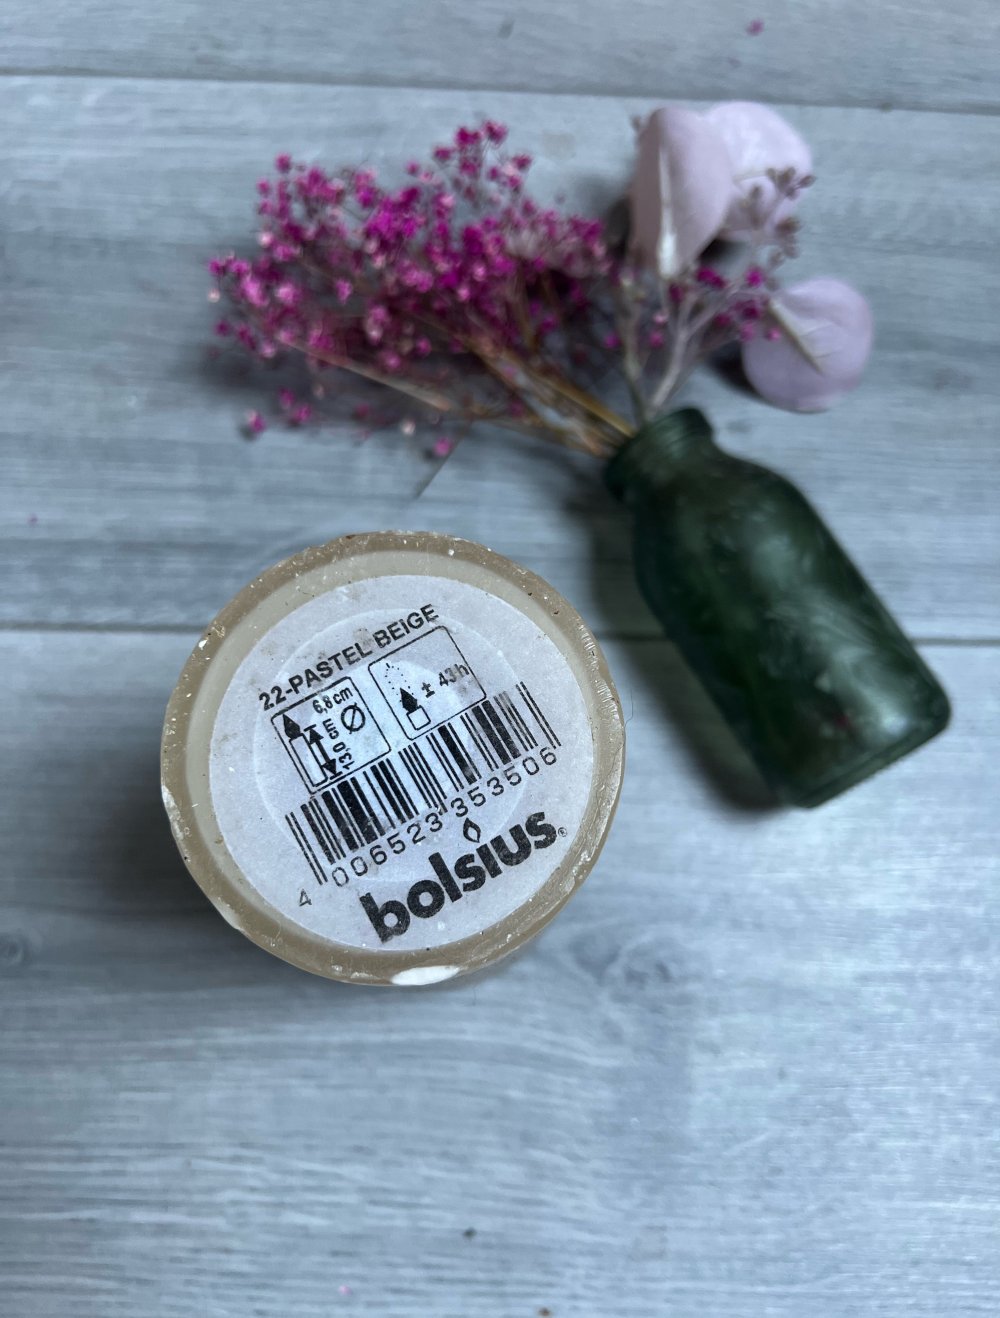 22-PASTEL BEIGE
6,8cm
13,0 cm
± 43h
4 006523 353506
bolsius®